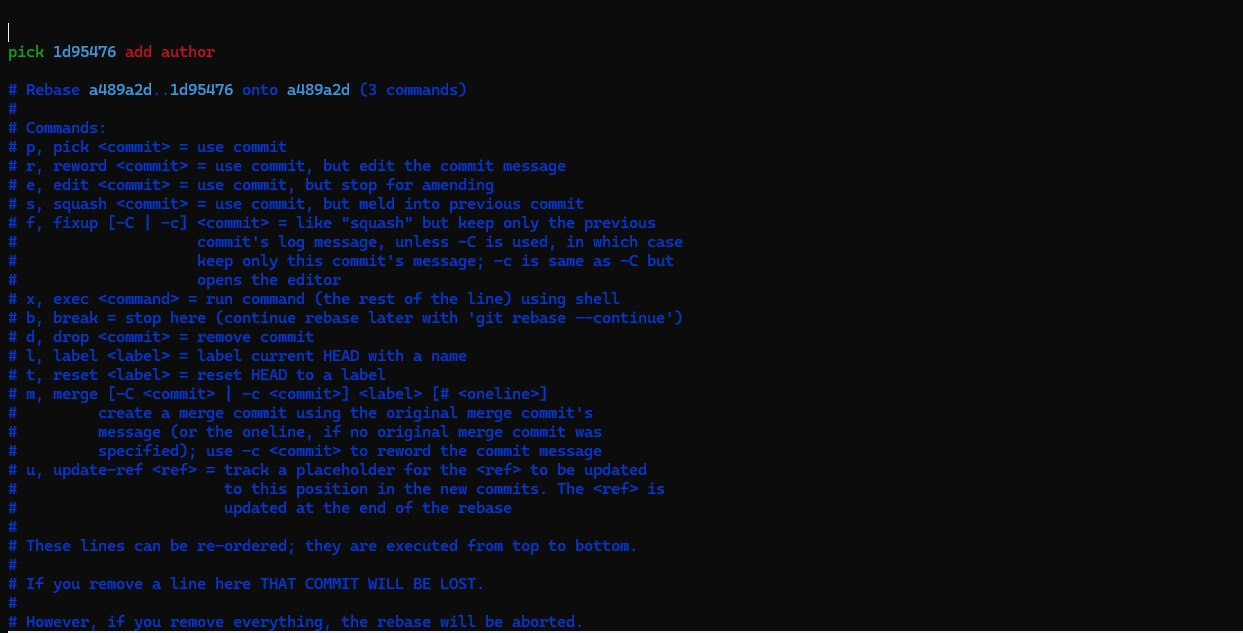 pick 1d95476 add author
# Rebase a489a2d..1d95476 onto a489a2d (3 commands)
#
# Commands:
# p, pick <commit> = use commit
# r, reword <commit> = use commit, but edit the commit message
# e, edit <commit> = use commit, but stop for amending
# s, squash <commit> = use commit, but meld into previous commit
# f, fixup [-C | -c] <commit> = like "squash" but keep only the previous
#                    commit's log message, unless -C is used, in which case
#                    keep only this commit's message; -c is same as -C but
#                    opens the editor
# x, exec <command> = run command (the rest of the line) using shell
# b, break = stop here (continue rebase later with 'git rebase --continue')
# d, drop <commit> = remove commit
# l, label <label> = label current HEAD with a name
# t, reset <label> = reset HEAD to a label
# m, merge [-C <commit> | -c <commit>] <label> [# <oneline>]
#         create a merge commit using the original merge commit's
#         message (or the oneline, if no original merge commit was
#         specified); use -c <commit> to reword the commit message
# u, update-ref <ref> = track a placeholder for the <ref> to be updated
#                       to this position in the new commits. The <ref> is
#                       updated at the end of the rebase
#
# These lines can be re-ordered; they are executed from top to bottom.
#
# If you remove a line here THAT COMMIT WILL BE LOST.
#
# However, if you remove everything, the rebase will be aborted.